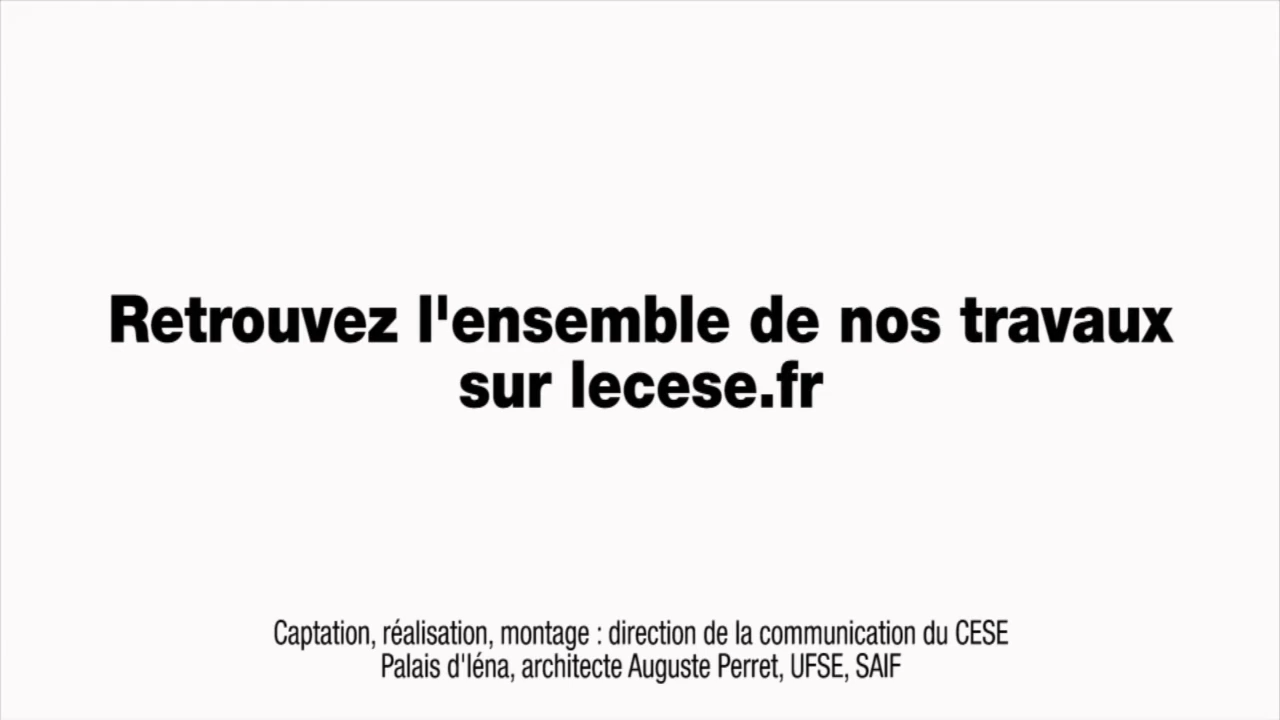 Retrouvez l'ensemble de nos travaux
sur lecese.fr
Captation, réalisation, montage : direction de la communication du CESE
Palais d'Iéna, architecte Auguste Perret, UFSE, SAIF